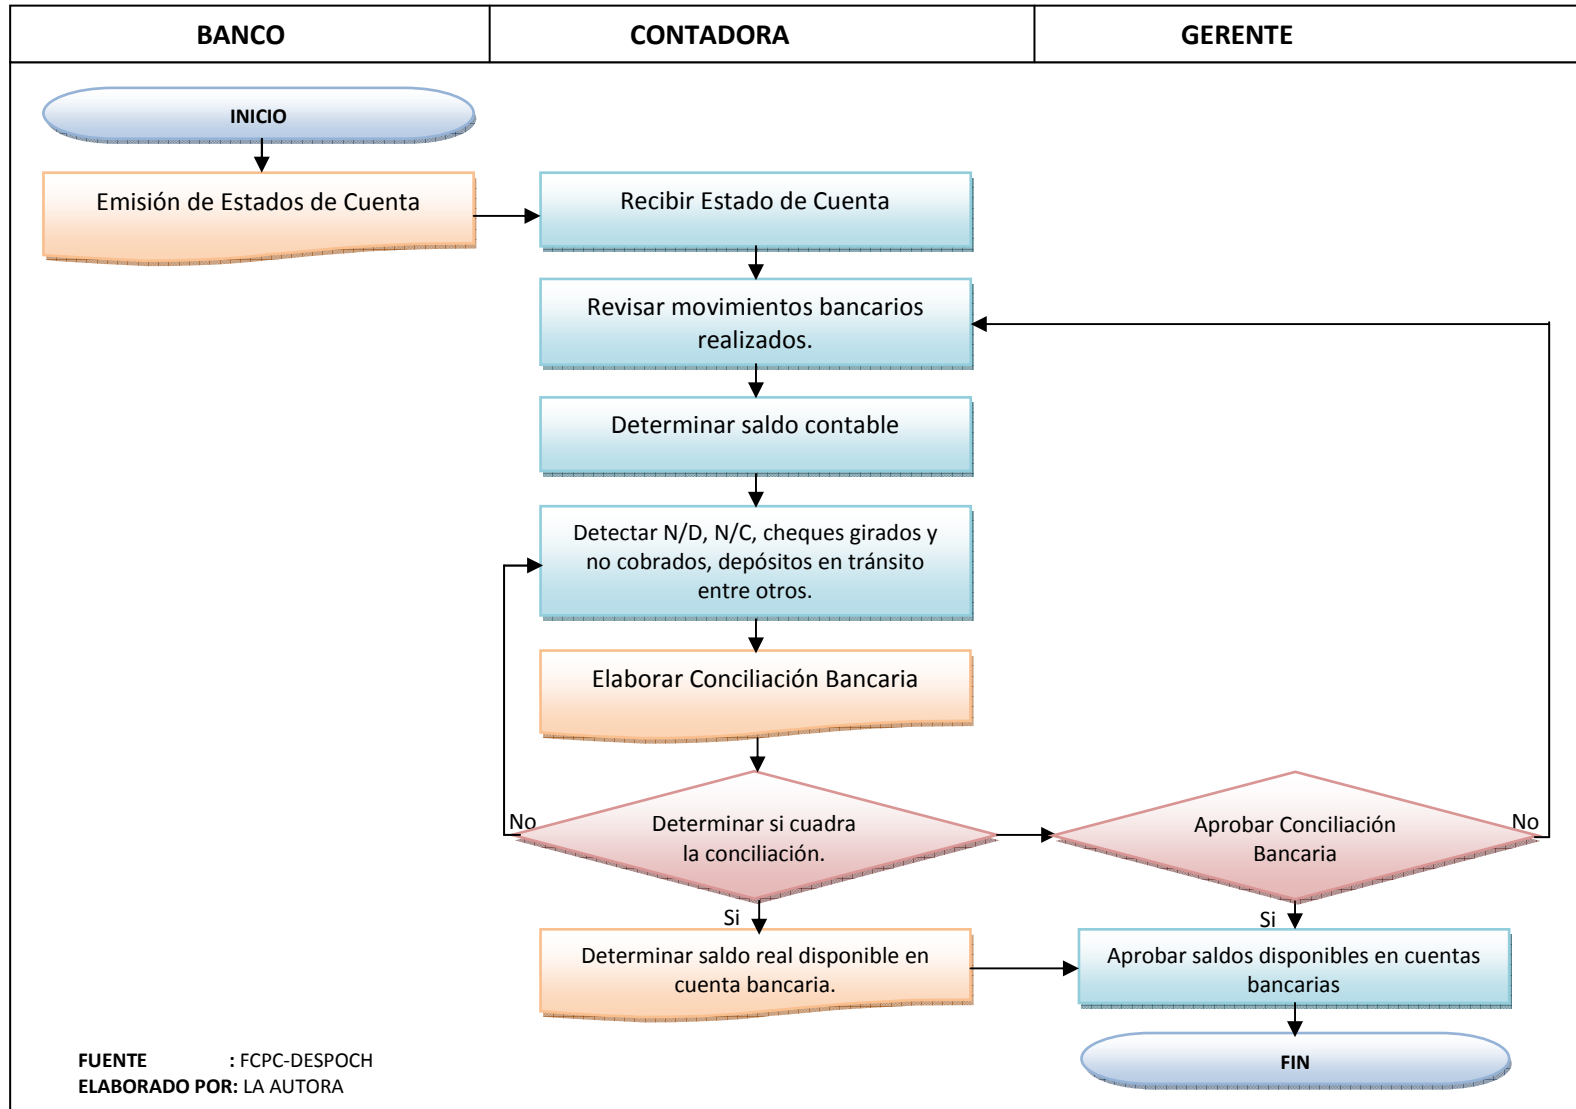 BANCO
CONTADORA
GERENTE
INICIO
Emisión de Estados de Cuenta
Recibir Estado de Cuenta
Revisar movimientos bancarios
realizados.
Determinar saldo contable
Detectar N/D, N/C, cheques girados y
no cobrados, depósitos en tránsito
entre otros.
Elaborar Conciliación Bancaria
No
Determinar si cuadra
la conciliación.
Aprobar Conciliación
Bancaria
No
Si
Si
Determinar saldo real disponible en
cuenta bancaria.
Aprobar saldos disponibles en cuentas
bancarias
FIN
FUENTE : FCPC-DESPOCH
ELABORADO POR: LA AUTORA